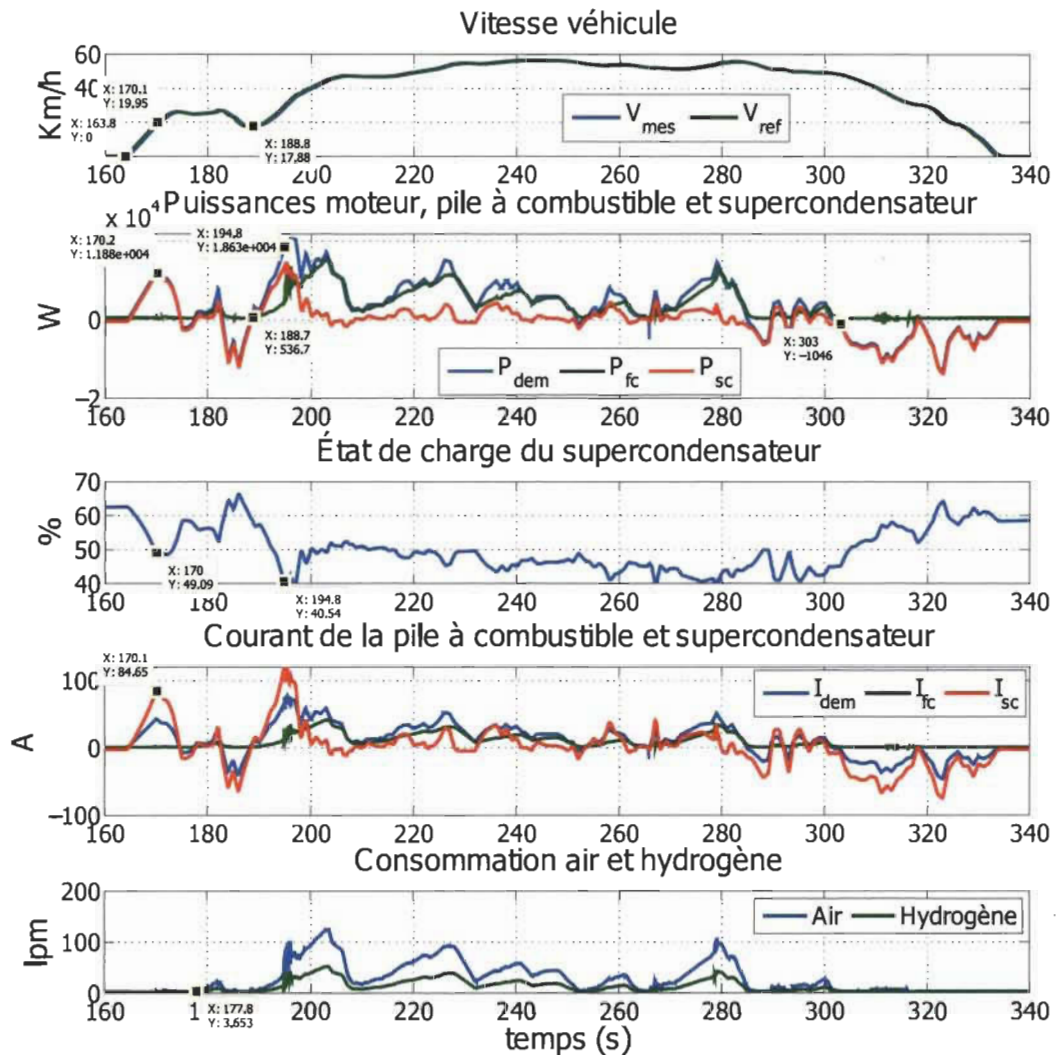 Vitesse véhicule
Km/h
60
40
20
0
X: 170.1
Y: 19.95
X: 163.8
Y: 0
X: 188.8
Y: 17.88
V mes V ref
160 180 200 220 240 260 280 300 320 340
Puissances moteur, pile à combustible et supercondensateur
x 10⁴
W
0
−2
X: 170.2
Y: 1.188e+004
X: 194.8
Y: 1.863e+004
X: 188.7
Y: 536.7
X: 303
Y: −1046
P dem P fc P sc
160 180 200 220 240 260 280 300 320 340
État de charge du supercondensateur
%
70
60
50
40
X: 170
Y: 49.09
X: 194.8
Y: 40.54
160 180 200 220 240 260 280 300 320 340
Courant de la pile à combustible et supercondensateur
A
100
0
−100
X: 170.1
Y: 84.65
I dem I fc I sc
160 180 200 220 240 260 280 300 320 340
Consommation air et hydrogène
lpm
200
100
0
Air Hydrogène
X: 177.8
Y: 3.653
160 1 200 220 240 260 280 300 320 340
temps (s)